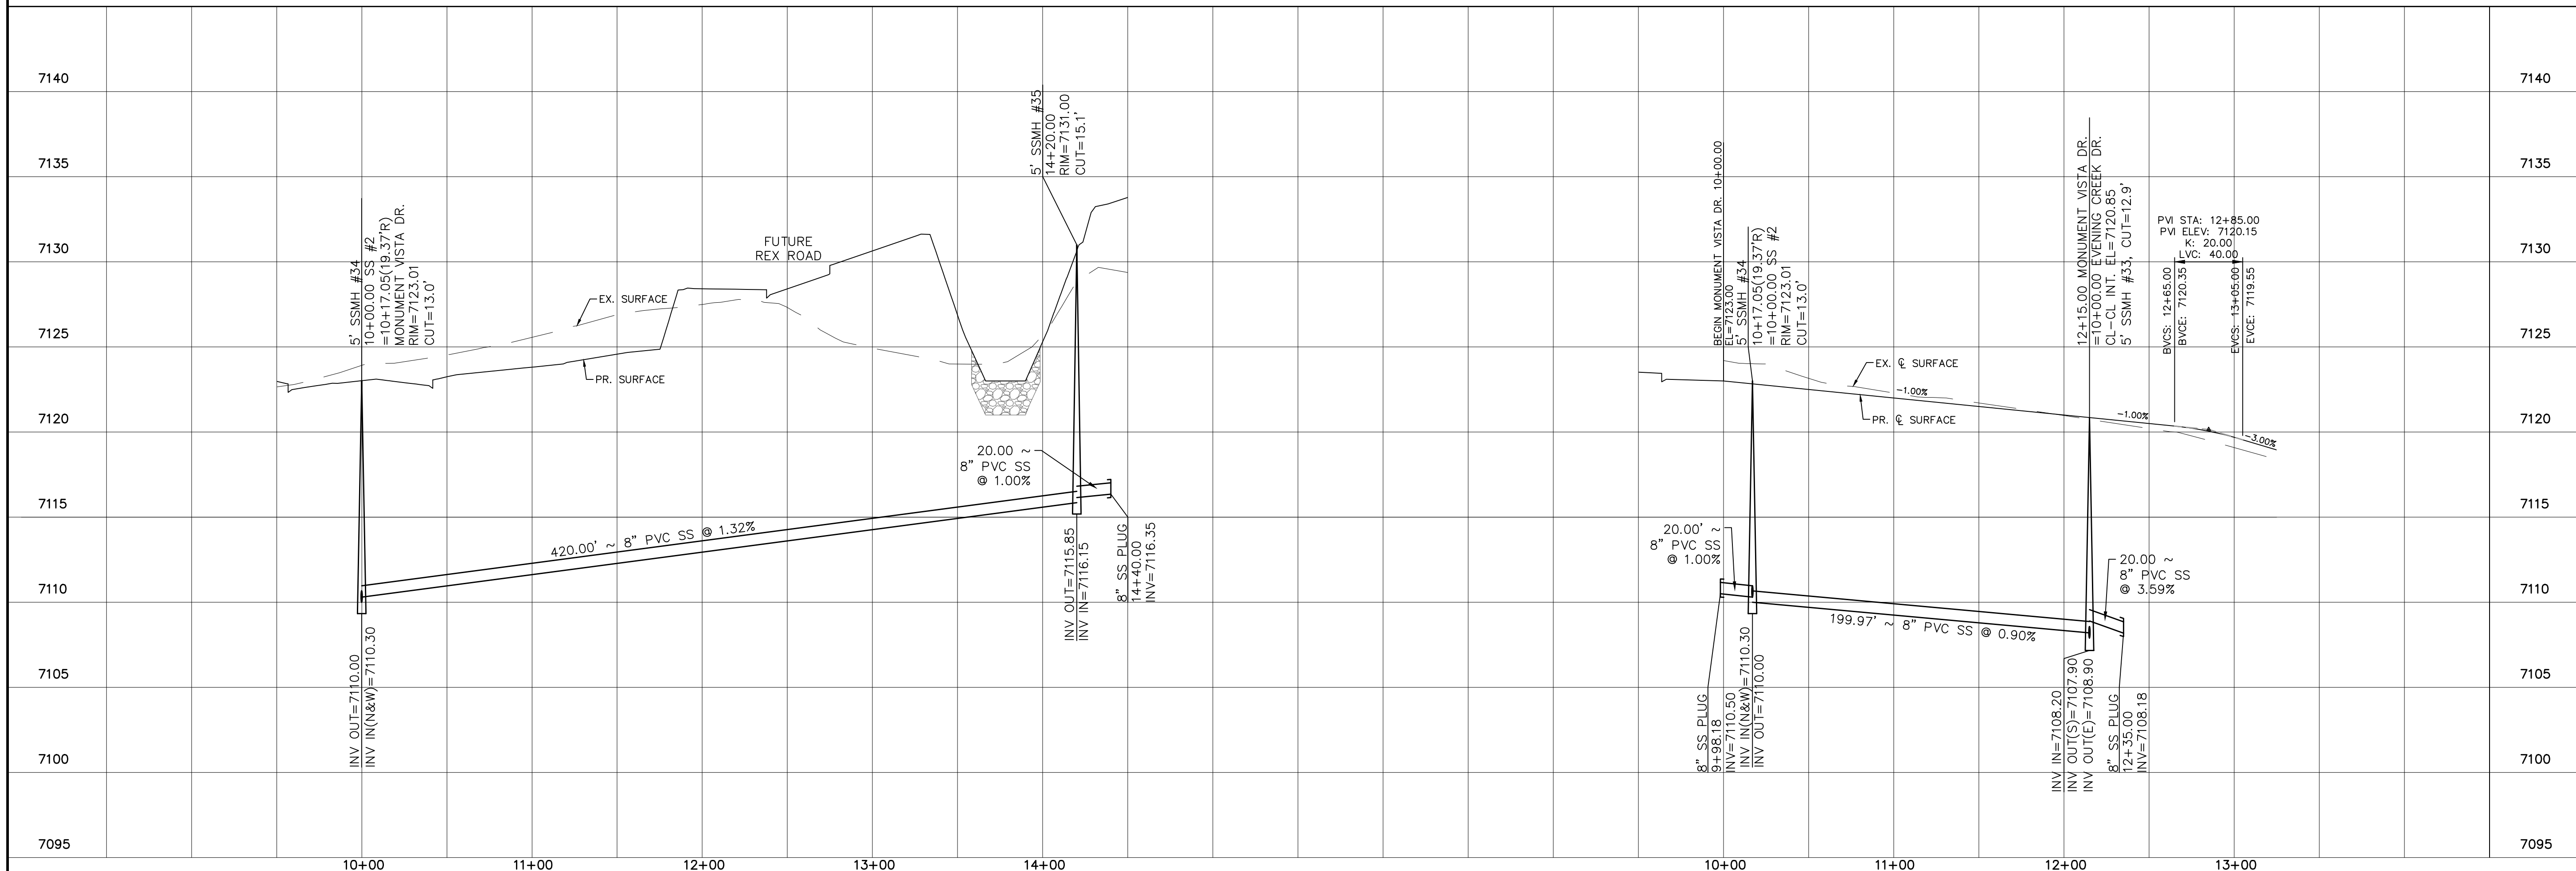 7140
7135
7130
7125
7120
7115
7110
7105
7100
7095
5' SSMH #34
10+00.00 SS #2
=10+17.05(19.37'R)
MONUMENT VISTA DR.
RIM=7123.01
CUT=13.0'
EX. SURFACE
PR. SURFACE
FUTURE
REX ROAD
5' SSMH #35
14+20.00
RIM=7131.00
CUT=15.1'
20.00 ~
8" PVC SS
@ 1.00%
420.00' ~ 8" PVC SS @ 1.32%
INV OUT=7110.00
INV IN(N&W)=7110.30
INV OUT=7115.85
INV IN=7116.15
8" SS PLUG
14+40.00
INV=7116.35
10+00
11+00
12+00
13+00
14+00
BEGIN MONUMENT VISTA DR. 10+00.00
EL=7123.00
5' SSMH #34
10+17.05(19.37'R)
=10+00.00 SS #2
RIM=7123.01
CUT=13.0'
EX. ℄ SURFACE
-1.00%
PR. ℄ SURFACE
-1.00%
-3.00%
12+15.00 MONUMENT VISTA DR.
=10+00.00 EVENING CREEK DR.
CL-CL INT. EL=7120.85
5' SSMH #33, CUT=12.9'
PVI STA: 12+85.00
PVI ELEV: 7120.15
K: 20.00
LVC: 40.00
BVCS: 12+65.00
BVCE: 7120.35
EVCS: 13+05.00
EVCE: 7119.55
20.00' ~
8" PVC SS
@ 1.00%
199.97' ~ 8" PVC SS @ 0.90%
20.00 ~
8" PVC SS
@ 3.59%
8" SS PLUG
9+98.18
INV=7110.50
INV IN(N&W)=7110.30
INV OUT=7110.00
INV IN=7108.20
INV OUT(S)=7107.90
INV OUT(E)=7108.90
8" SS PLUG
12+35.00
INV=7108.18
10+00
11+00
12+00
13+00
7140
7135
7130
7125
7120
7115
7110
7105
7100
7095